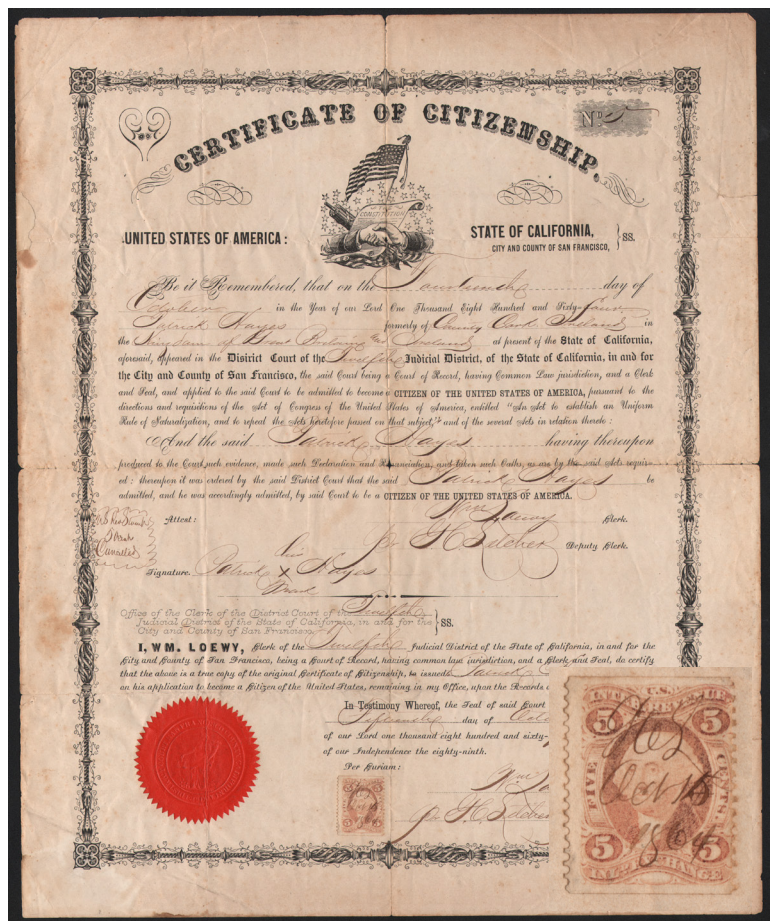 CERTIFICATE OF CITIZENSHIP.
No
CONSTITUTION
UNITED STATES OF AMERICA:
STATE OF CALIFORNIA,
CITY AND COUNTY OF SAN FRANCISCO, } SS.
Be it Remembered, that on the Fourteenth day of
October in the Year of our Lord One Thousand Eight Hundred and Sixty-four
Patrick Hayes formerly of County Cork Ireland in
the Kingdom of Great Britain and Ireland at present of the State of California,
aforesaid, appeared in the District Court of the Twelfth Judicial District, of the State of California, in and for
the City and County of San Francisco, the said Court being a Court of Record, having Common Law jurisdiction, and a Clerk
and Seal, and applied to the said Court to be admitted to become a CITIZEN OF THE UNITED STATES OF AMERICA, pursuant to the
directions and requisitions of the Act of Congress of the United States of America, entitled "An Act to establish an Uniform
Rule of Naturalization, and to repeal the Acts heretofore passed on that subject," and of the several Acts in relation thereto:
And the said Patrick Hayes having thereupon
produced to the Court such evidence, made such Declaration and Renunciation, and taken such Oaths, as are by the said Acts requir-
ed: thereupon it was ordered by the said District Court that the said Patrick Hayes be
admitted, and he was accordingly admitted, by said Court to be a CITIZEN OF THE UNITED STATES OF AMERICA.
Wm Loewy Clerk.
Attest:
Deputy Clerk.
Cancelled
his
Signature. Patrick X Hayes
Mark
Office of the Clerk of the District Court of the Twelfth
Judicial District of the State of California, in and for the
City and County of San Francisco. } SS.
I, WM. LOEWY, Clerk of the Twelfth Judicial District of the State of California, in and for the
City and County of San Francisco, being a Court of Record, having common law jurisdiction, and a Clerk and Seal, do certify
that the above is a true copy of the original Certificate of Citizenship, to issued Patrick
on his application to become a Citizen of the United States, remaining in my Office, upon the Records
In Testimony Whereof, the Seal of said Court
day of
of our Lord one thousand eight hundred and sixty-
of our Independence the eighty-ninth.
Per Curiam:
Wm
INTER. REVENUE
U.S.
5 5
FIVE CENTS.
Oct 15
1864
5 5
EXCHANGE